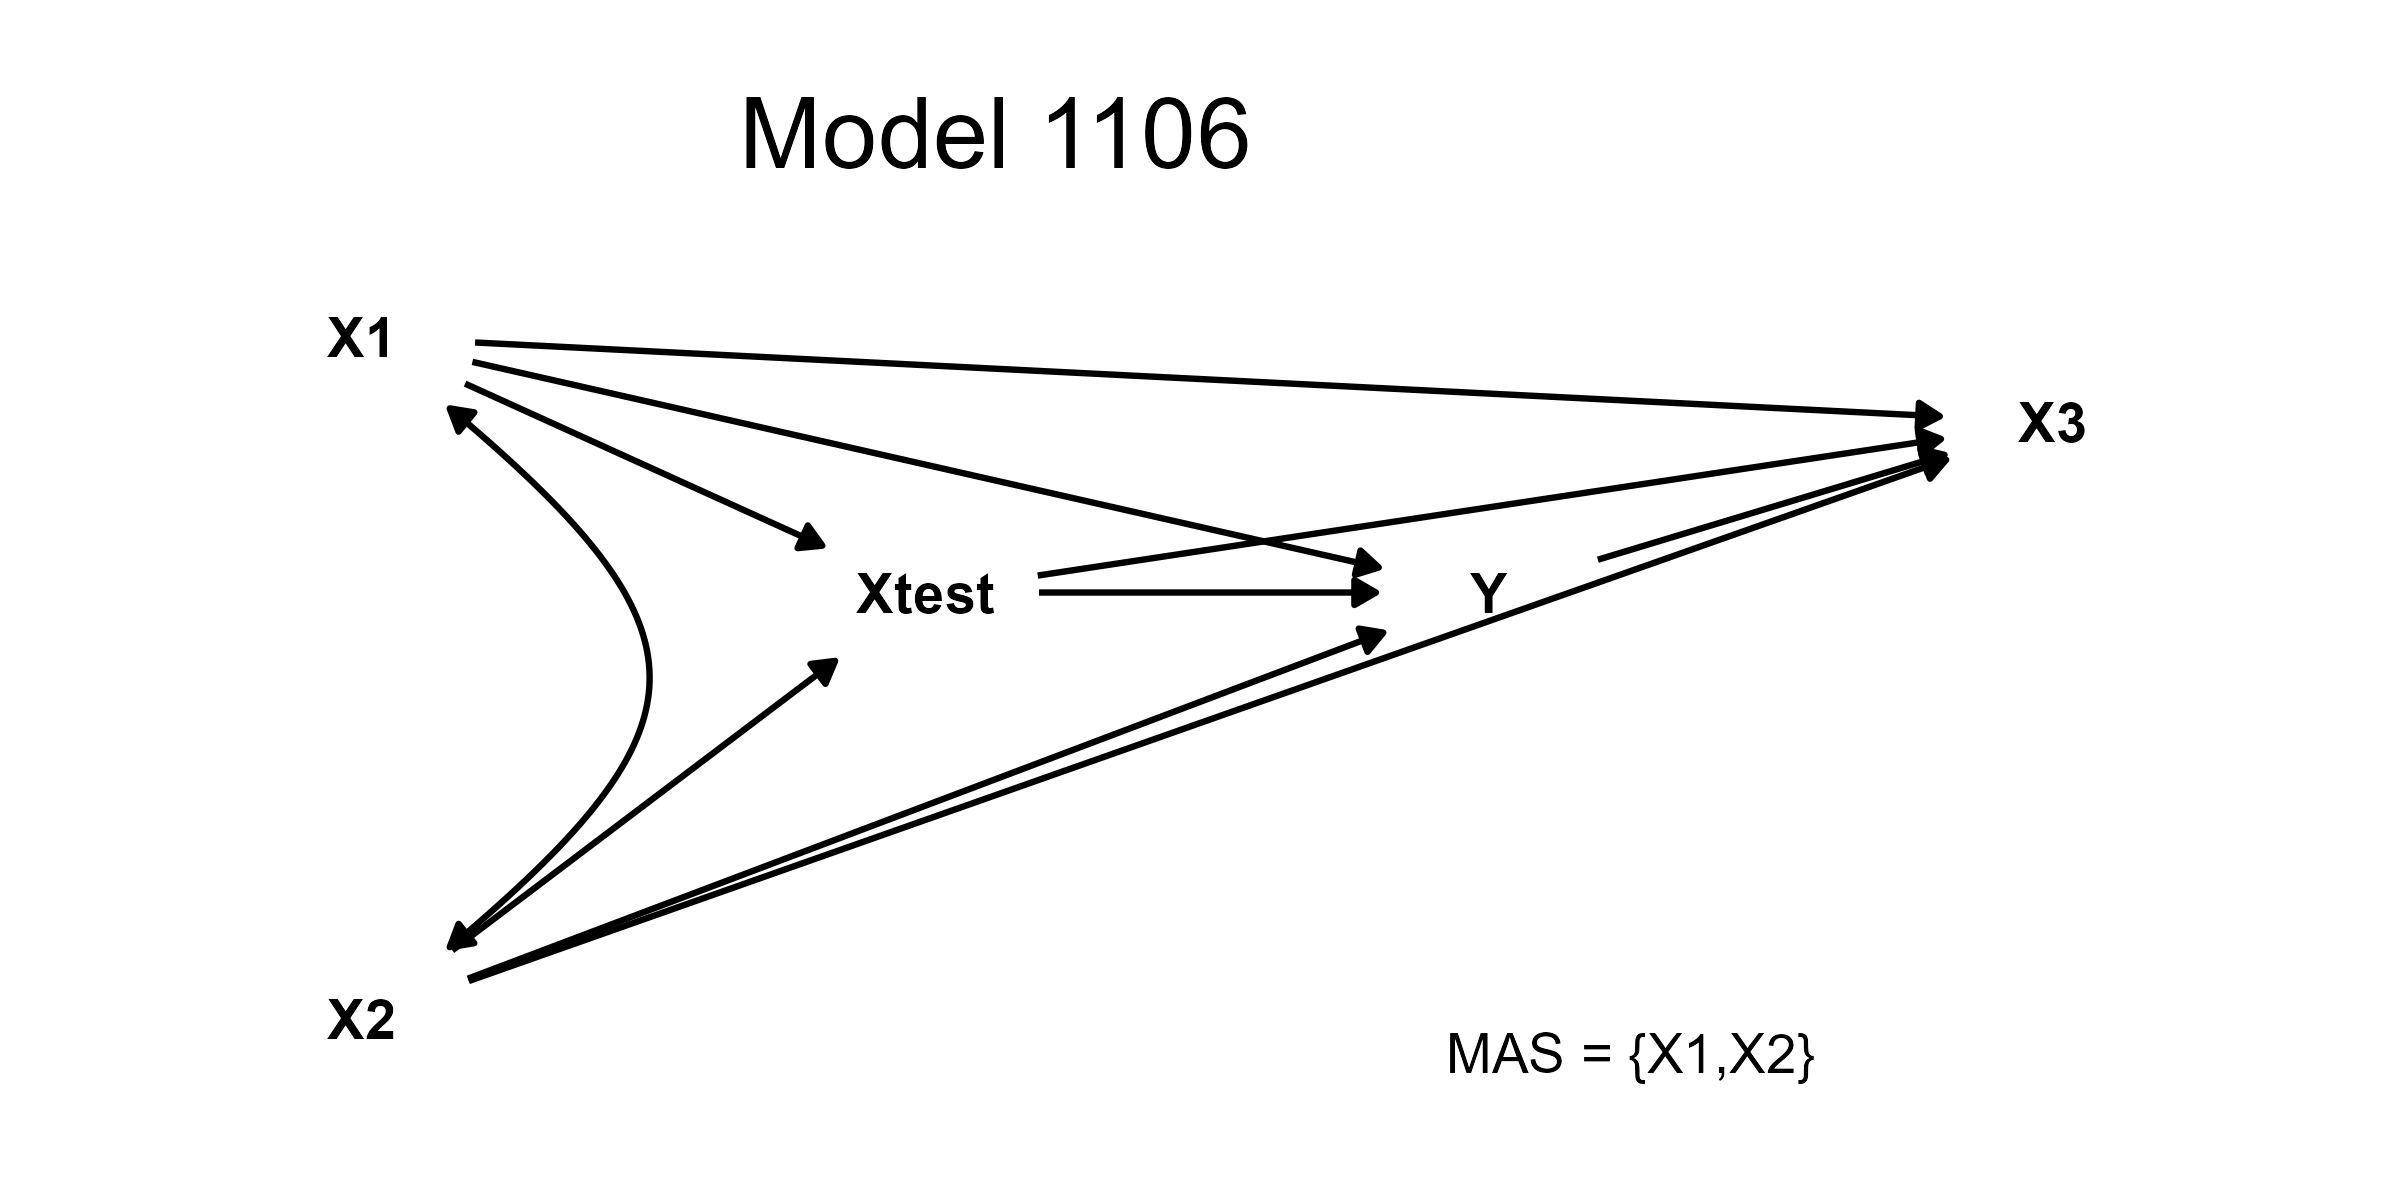 Model 1106
X1
X3
Xtest
Y
X2
MAS = {X1,X2}